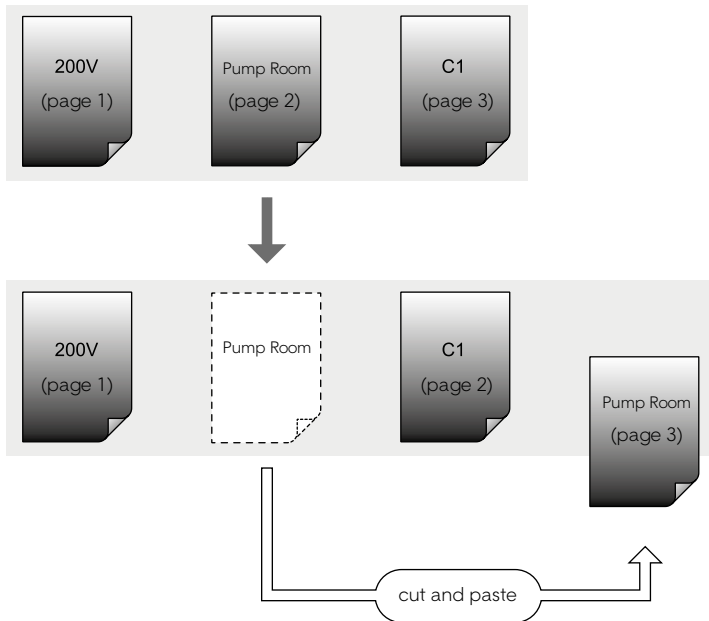 200V
(page 1)
Pump Room
(page 2)
C1
(page 3)
200V
(page 1)
Pump Room
C1
(page 2)
Pump Room
(page 3)
cut and paste